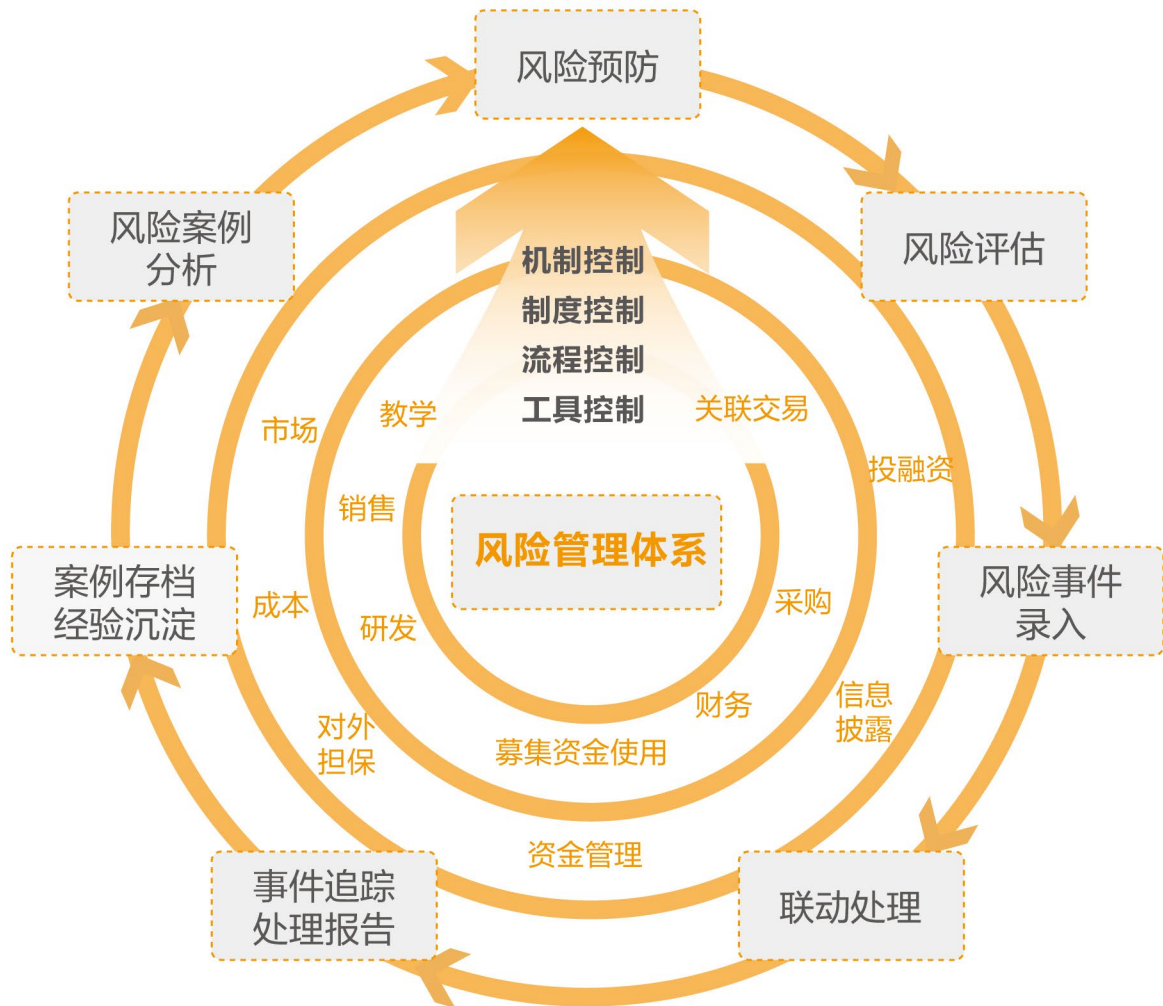 风险预防
风险案例
分析
风险评估
机制控制
制度控制
流程控制
工具控制
市场
教学
关联交易
投融资
销售
风险管理体系
案例存档
经验沉淀
风险事件
录入
成本
研发
采购
财务
信息
披露
对外
担保
募集资金使用
资金管理
事件追踪
处理报告
联动处理